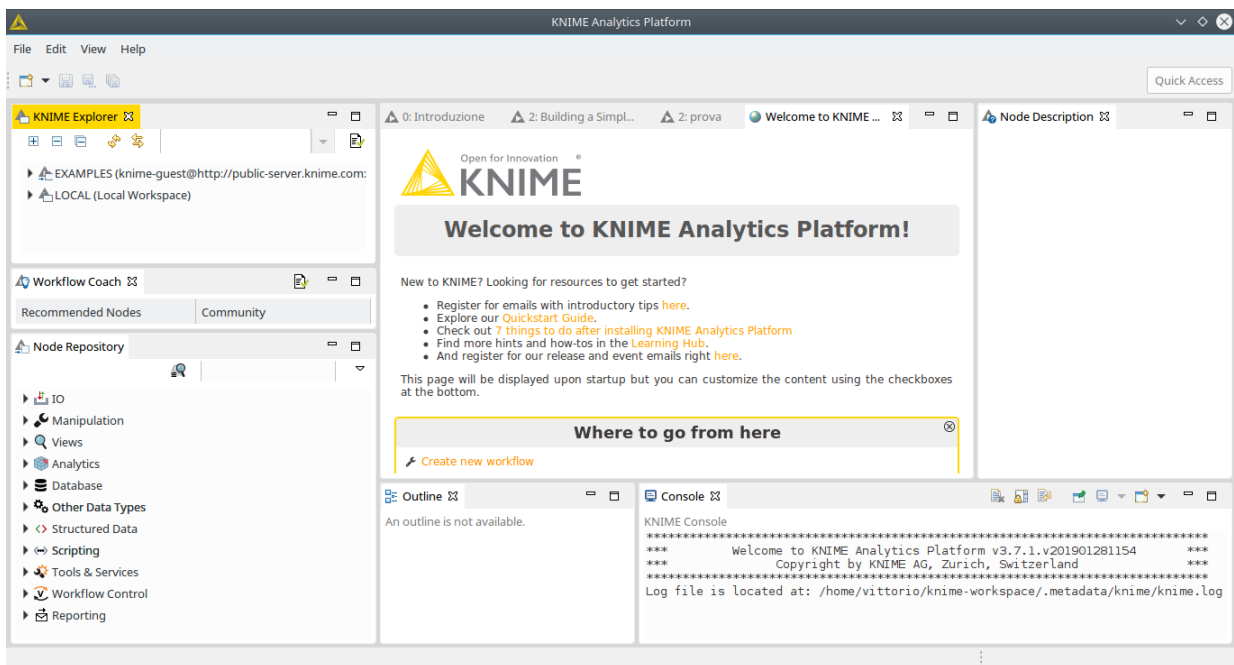 KNIME Analytics Platform
File Edit View Help
Quick Access
KNIME Explorer
EXAMPLES (knime-guest@http://public-server.knime.com:
LOCAL (Local Workspace)
Workflow Coach
Recommended Nodes Community
Node Repository
IO
Manipulation
Views
Analytics
Database
Other Data Types
Structured Data
Scripting
Tools & Services
Workflow Control
Reporting
0: Introduzione 2: Building a Simpl... 2: prova Welcome to KNIME ...
Open for Innovation ®
KNIME
Welcome to KNIME Analytics Platform!
New to KNIME? Looking for resources to get started?
• Register for emails with introductory tips here.
• Explore our Quickstart Guide.
• Check out 7 things to do after installing KNIME Analytics Platform
• Find more hints and how-tos in the Learning Hub.
• And register for our release and event emails right here.
This page will be displayed upon startup but you can customize the content using the checkboxes
at the bottom.
Where to go from here
Create new workflow
Node Description
Outline
An outline is not available.
Console
KNIME Console
********************************************************************************
*** Welcome to KNIME Analytics Platform v3.7.1.v201901281154 ***
*** Copyright by KNIME AG, Zurich, Switzerland ***
********************************************************************************
Log file is located at: /home/vittorio/knime-workspace/.metadata/knime/knime.log